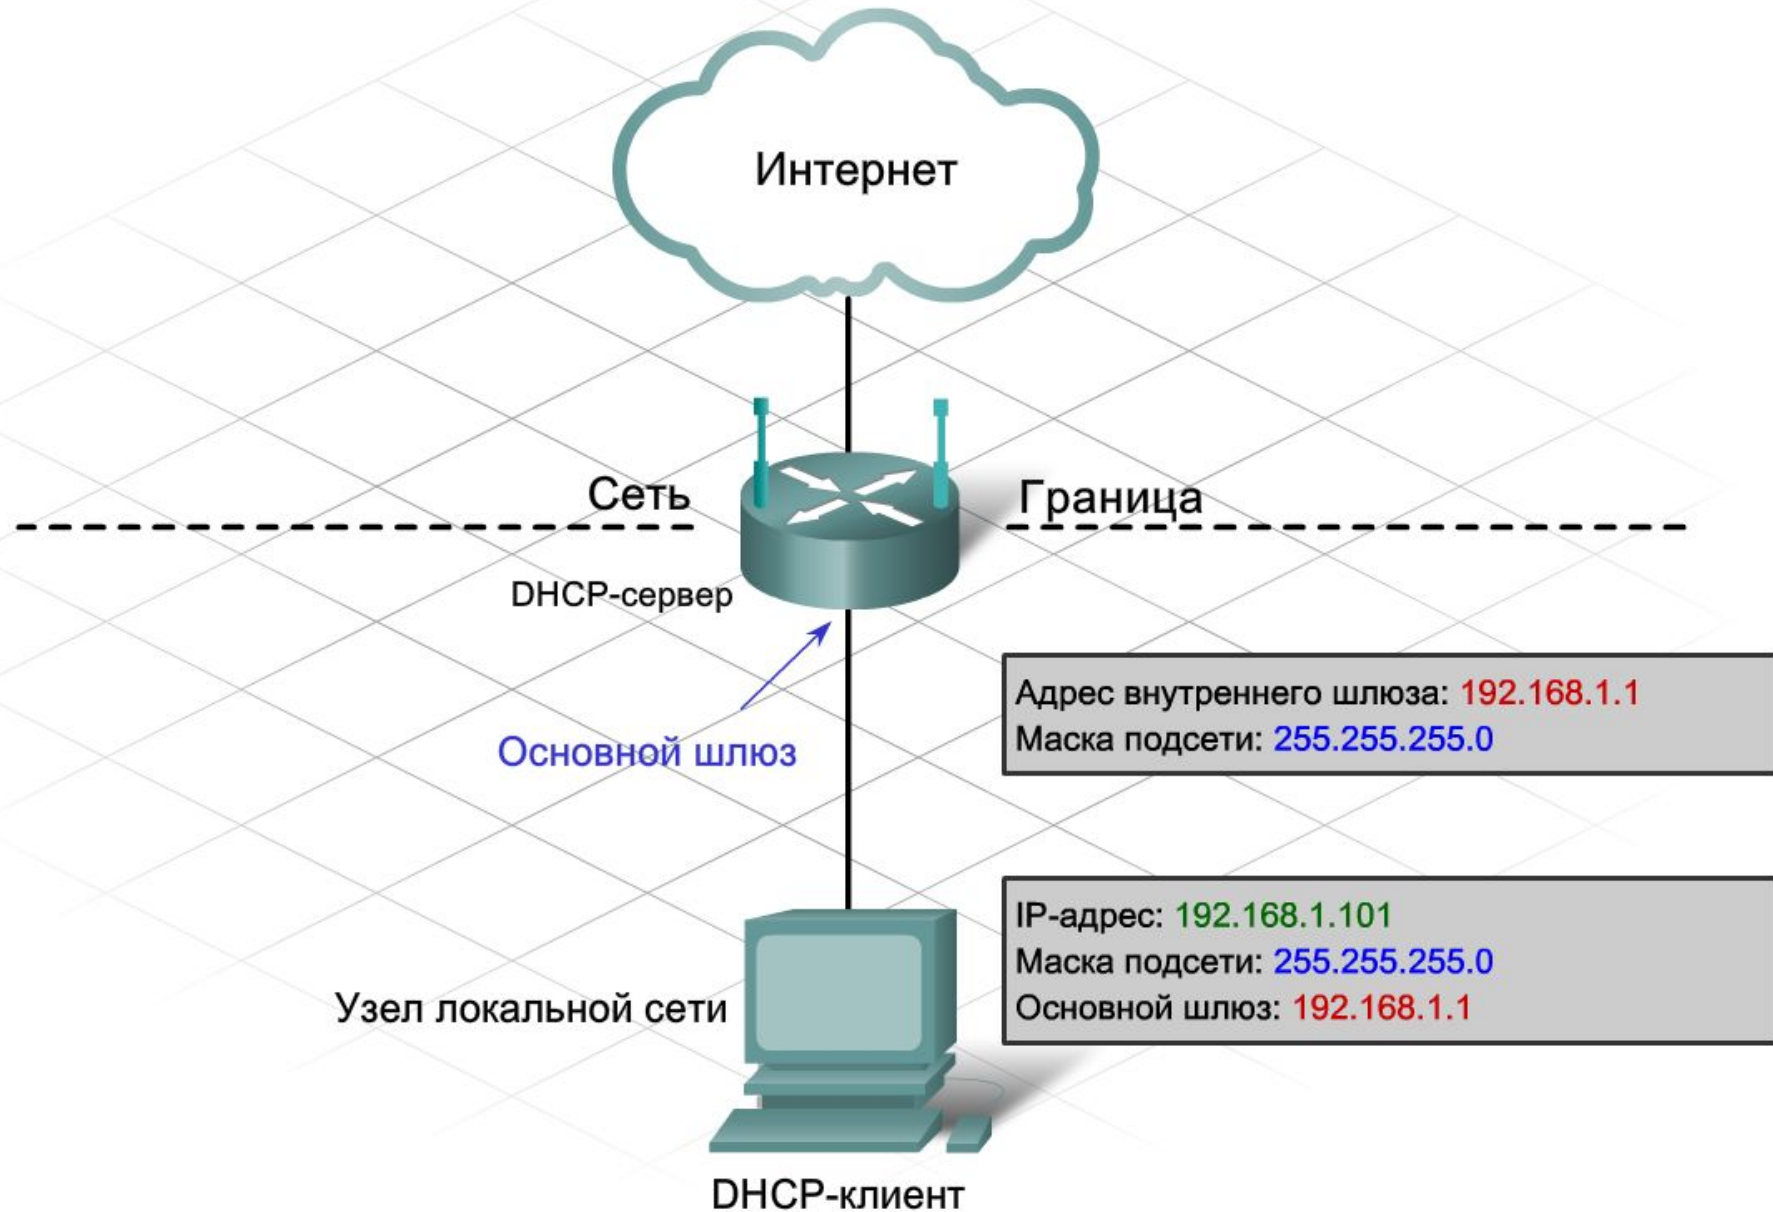 Интернет
Сеть
Граница
DHCP-сервер
Основной шлюз
Адрес внутреннего шлюза: 192.168.1.1
Маска подсети: 255.255.255.0
IP-адрес: 192.168.1.101
Маска подсети: 255.255.255.0
Основной шлюз: 192.168.1.1
Узел локальной сети
DHCP-клиент